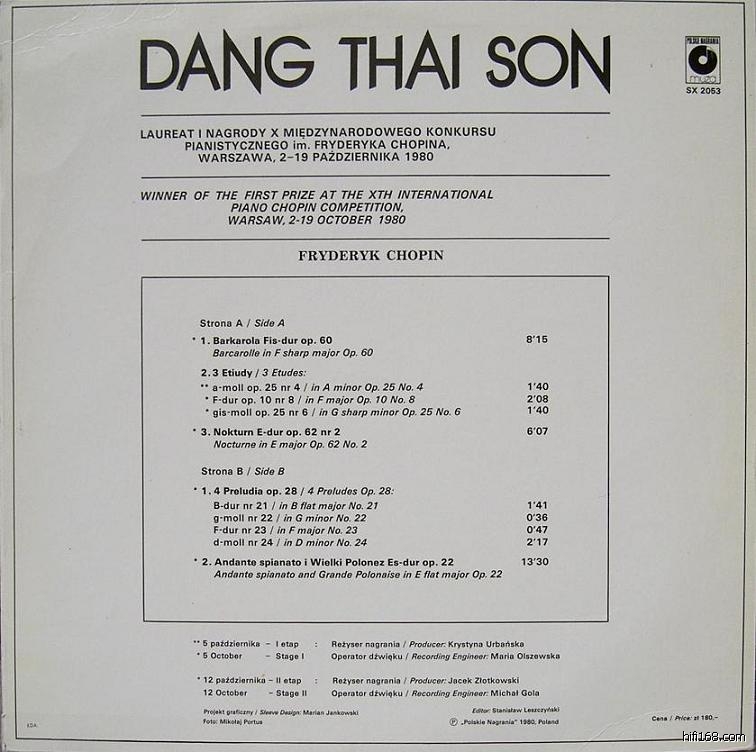 DANG THAI SON
POLSKIE NAGRANIA
muza
SX 2053
LAUREAT I NAGRODY X MIĘDZYNARODOWEGO KONKURSU
PIANISTYCZNEGO im. FRYDERYKA CHOPINA,
WARSZAWA, 2–19 PAŹDZIERNIKA 1980
WINNER OF THE FIRST PRIZE AT THE XTH INTERNATIONAL
PIANO CHOPIN COMPETITION,
WARSAW, 2-19 OCTOBER 1980
FRYDERYK CHOPIN
Strona A / Side A
* 1. Barkarola Fis-dur op. 60 8'15
Barcarolle in F sharp major Op. 60
2. 3 Etiudy / 3 Etudes:
** a-moll op. 25 nr 4 / in A minor Op. 25 No. 4 1'40
* F-dur op. 10 nr 8 / in F major Op. 10 No. 8 2'08
* gis-moll op. 25 nr 6 / in G sharp minor Op. 25 No. 6 1'40
* 3. Nokturn E-dur op. 62 nr 2 6'07
Nocturne in E major Op. 62 No. 2
Strona B / Side B
* 1. 4 Preludia op. 28 / 4 Preludes Op. 28:
B-dur nr 21 / in B flat major No. 21 1'41
g-moll nr 22 / in G minor No. 22 0'36
F-dur nr 23 / in F major No. 23 0'47
d-moll nr 24 / in D minor No. 24 2'17
* 2. Andante spianato i Wielki Polonez Es-dur op. 22 13'30
Andante spianato and Grande Polonaise in E flat major Op. 22
** 5 października – I etap : Reżyser nagrania / Producer: Krystyna Urbańska
* 5 October – Stage I Operator dźwięku / Recording Engineer: Maria Olszewska
* 12 października – II etap : Reżyser nagrania / Producer: Jacek Złotkowski
12 October – Stage II Operator dźwięku / Recording Engineer: Michał Gola
Projekt graficzny / Sleeve Design: Marian Jankowski
Foto: Mikołaj Portus
Editor: Stanisław Leszczyński
Ⓟ „Polskie Nagrania" 1980, Poland
Cena / Price: zł 180,–
ŁDA.
hifi168.com